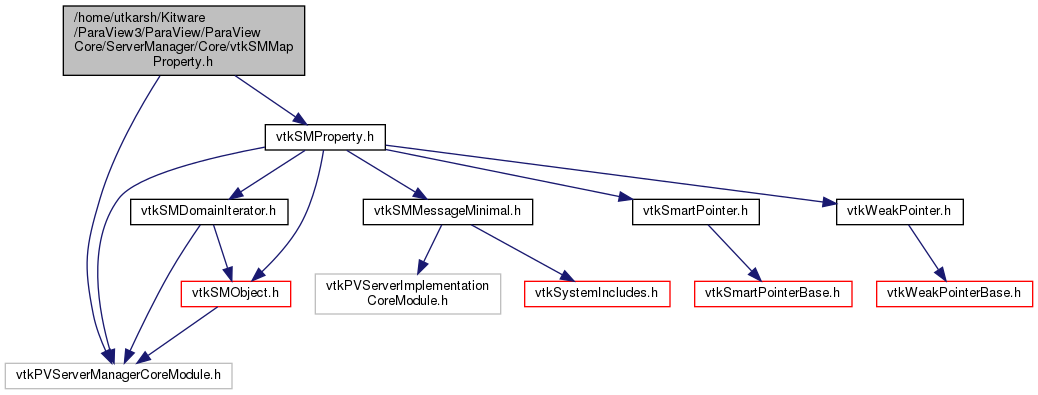 /home/utkarsh/Kitware
/ParaView3/ParaView/ParaView
Core/ServerManager/Core/vtkSMMap
Property.h
vtkSMProperty.h
vtkSMDomainIterator.h
vtkSMMessageMinimal.h
vtkSmartPointer.h
vtkWeakPointer.h
vtkSMObject.h
vtkPVServerImplementation
CoreModule.h
vtkSystemIncludes.h
vtkSmartPointerBase.h
vtkWeakPointerBase.h
vtkPVServerManagerCoreModule.h